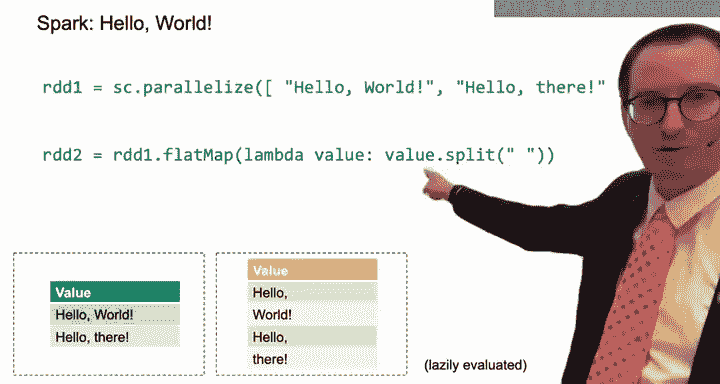 Spark: Hello, World!
rdd1 = sc.parallelize([ "Hello, World!", "Hello, there!"
rdd2 = rdd1.flatMap(lambda value: value.split(" "))
Value
Hello, World!
Hello, there!
Value
Hello,
World!
Hello,
there!
(lazily evaluated)